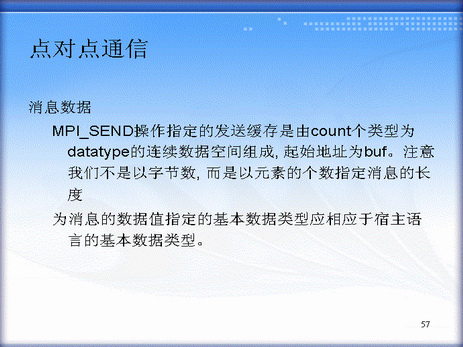 点对点通信
消息数据
MPI_SEND操作指定的发送缓存是由count个类型为
datatype的连续数据空间组成, 起始地址为buf。注意
我们不是以字节数, 而是以元素的个数指定消息的长
度
为消息的数据值指定的基本数据类型应相应于宿主语
言的基本数据类型。
57